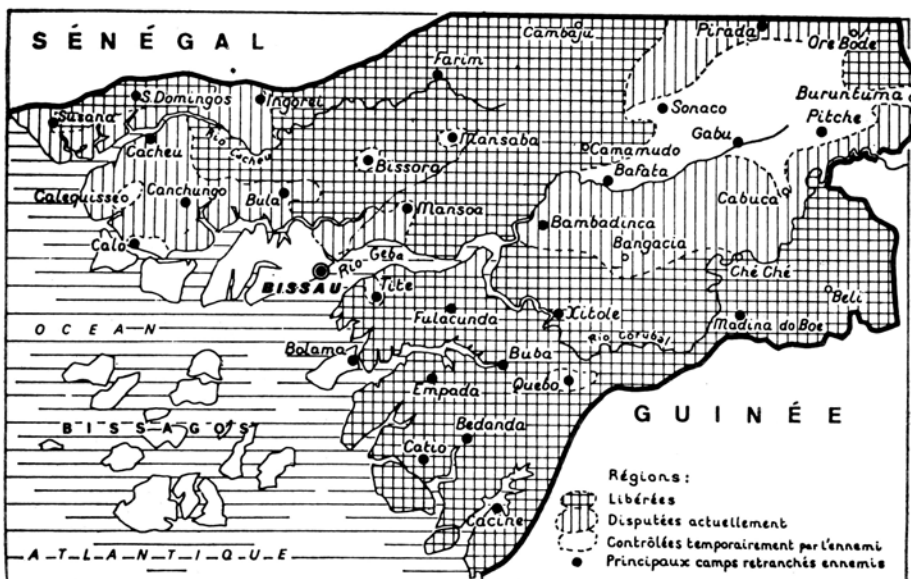 SÉNÉGAL
Cambaju
Pirada
Ore Bode
Farim
S. Domingos
Ingorei
Susana
Sonaco
Buruntuma
Pitche
Gabu
Rio Cacheu
Cacheu
Mansaba
Camamudo
Bissora
Bafata
Calequisseo
Canchungo
Bula
Cabuca
Mansoa
Bambadinca
Calo
Bangacia
Rio Geba
BISSAU
Ché Ché
Tite
Beli
Fulacunda
Xitole
Madina do Boe
OCEAN
Rio Corubal
Bolama
Buba
Empada
Quebo
GUINÉE
BISSAGOS
Bedanda
Catio
Cacine
ATLANTIQUE
Régions:
Libérées
Disputées actuellement
Contrôlées temporairement par l'ennemi
Principaux camps retranchés ennemis